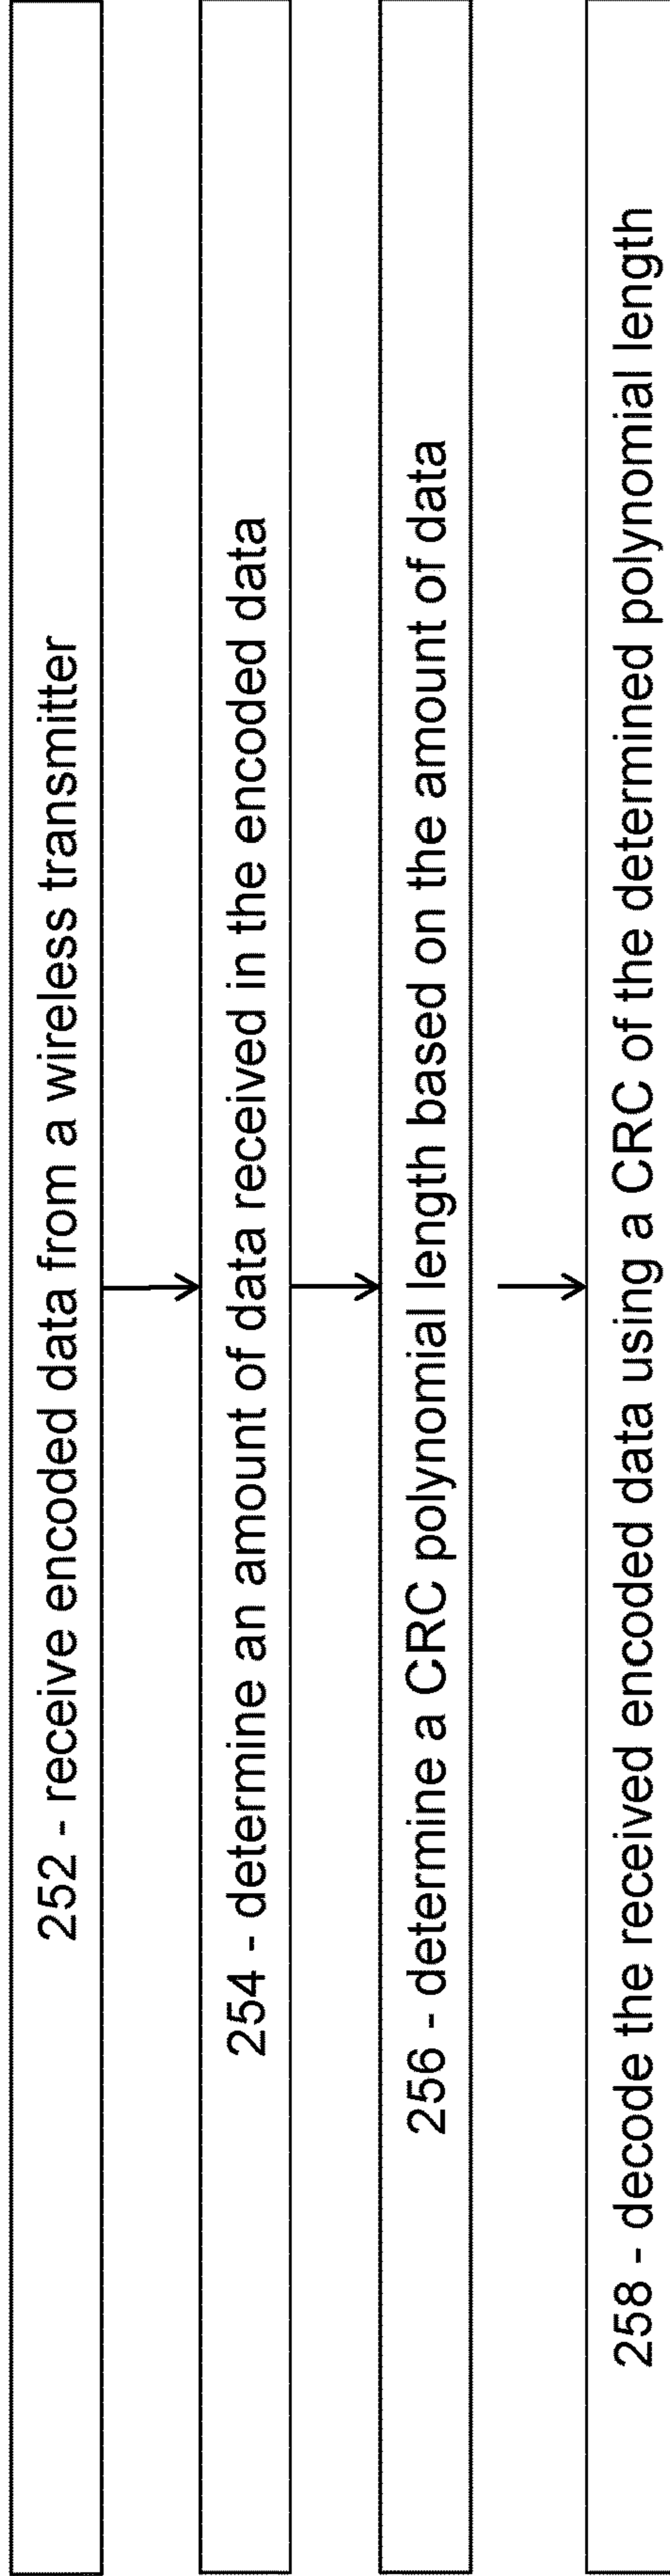 252 - receive encoded data from a wireless transmitter
254 - determine an amount of data received in the encoded data
256 - determine a CRC polynomial length based on the amount of data
258 - decode the received encoded data using a CRC of the determined polynomial length